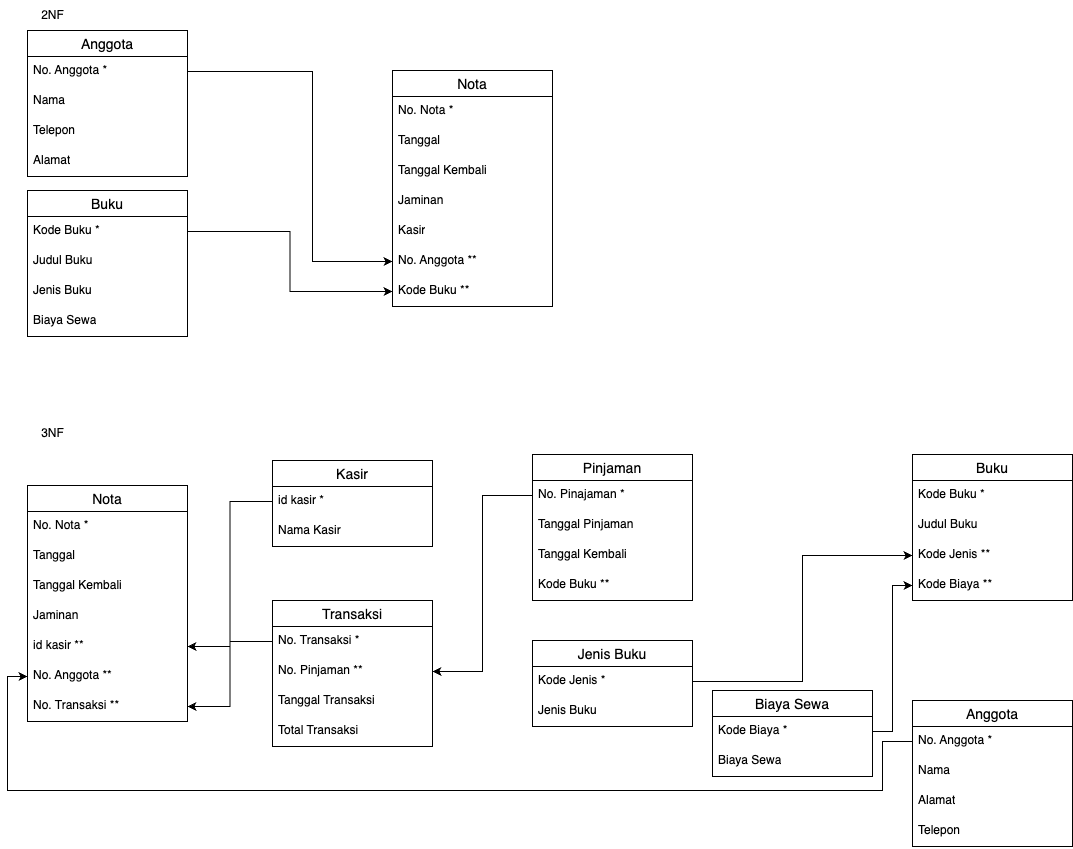 2NF
Anggota
No. Anggota *
Nama
Telepon
Alamat
Buku
Kode Buku *
Judul Buku
Jenis Buku
Biaya Sewa
Nota
No. Nota *
Tanggal
Tanggal Kembali
Jaminan
Kasir
No. Anggota **
Kode Buku **
3NF
Nota
No. Nota *
Tanggal
Tanggal Kembali
Jaminan
id kasir **
No. Anggota **
No. Transaksi **
Kasir
id kasir *
Nama Kasir
Transaksi
No. Transaksi *
No. Pinjaman **
Tanggal Transaksi
Total Transaksi
Pinjaman
No. Pinajaman *
Tanggal Pinjaman
Tanggal Kembali
Kode Buku **
Jenis Buku
Kode Jenis *
Jenis Buku
Biaya Sewa
Kode Biaya *
Biaya Sewa
Buku
Kode Buku *
Judul Buku
Kode Jenis **
Kode Biaya **
Anggota
No. Anggota *
Nama
Alamat
Telepon